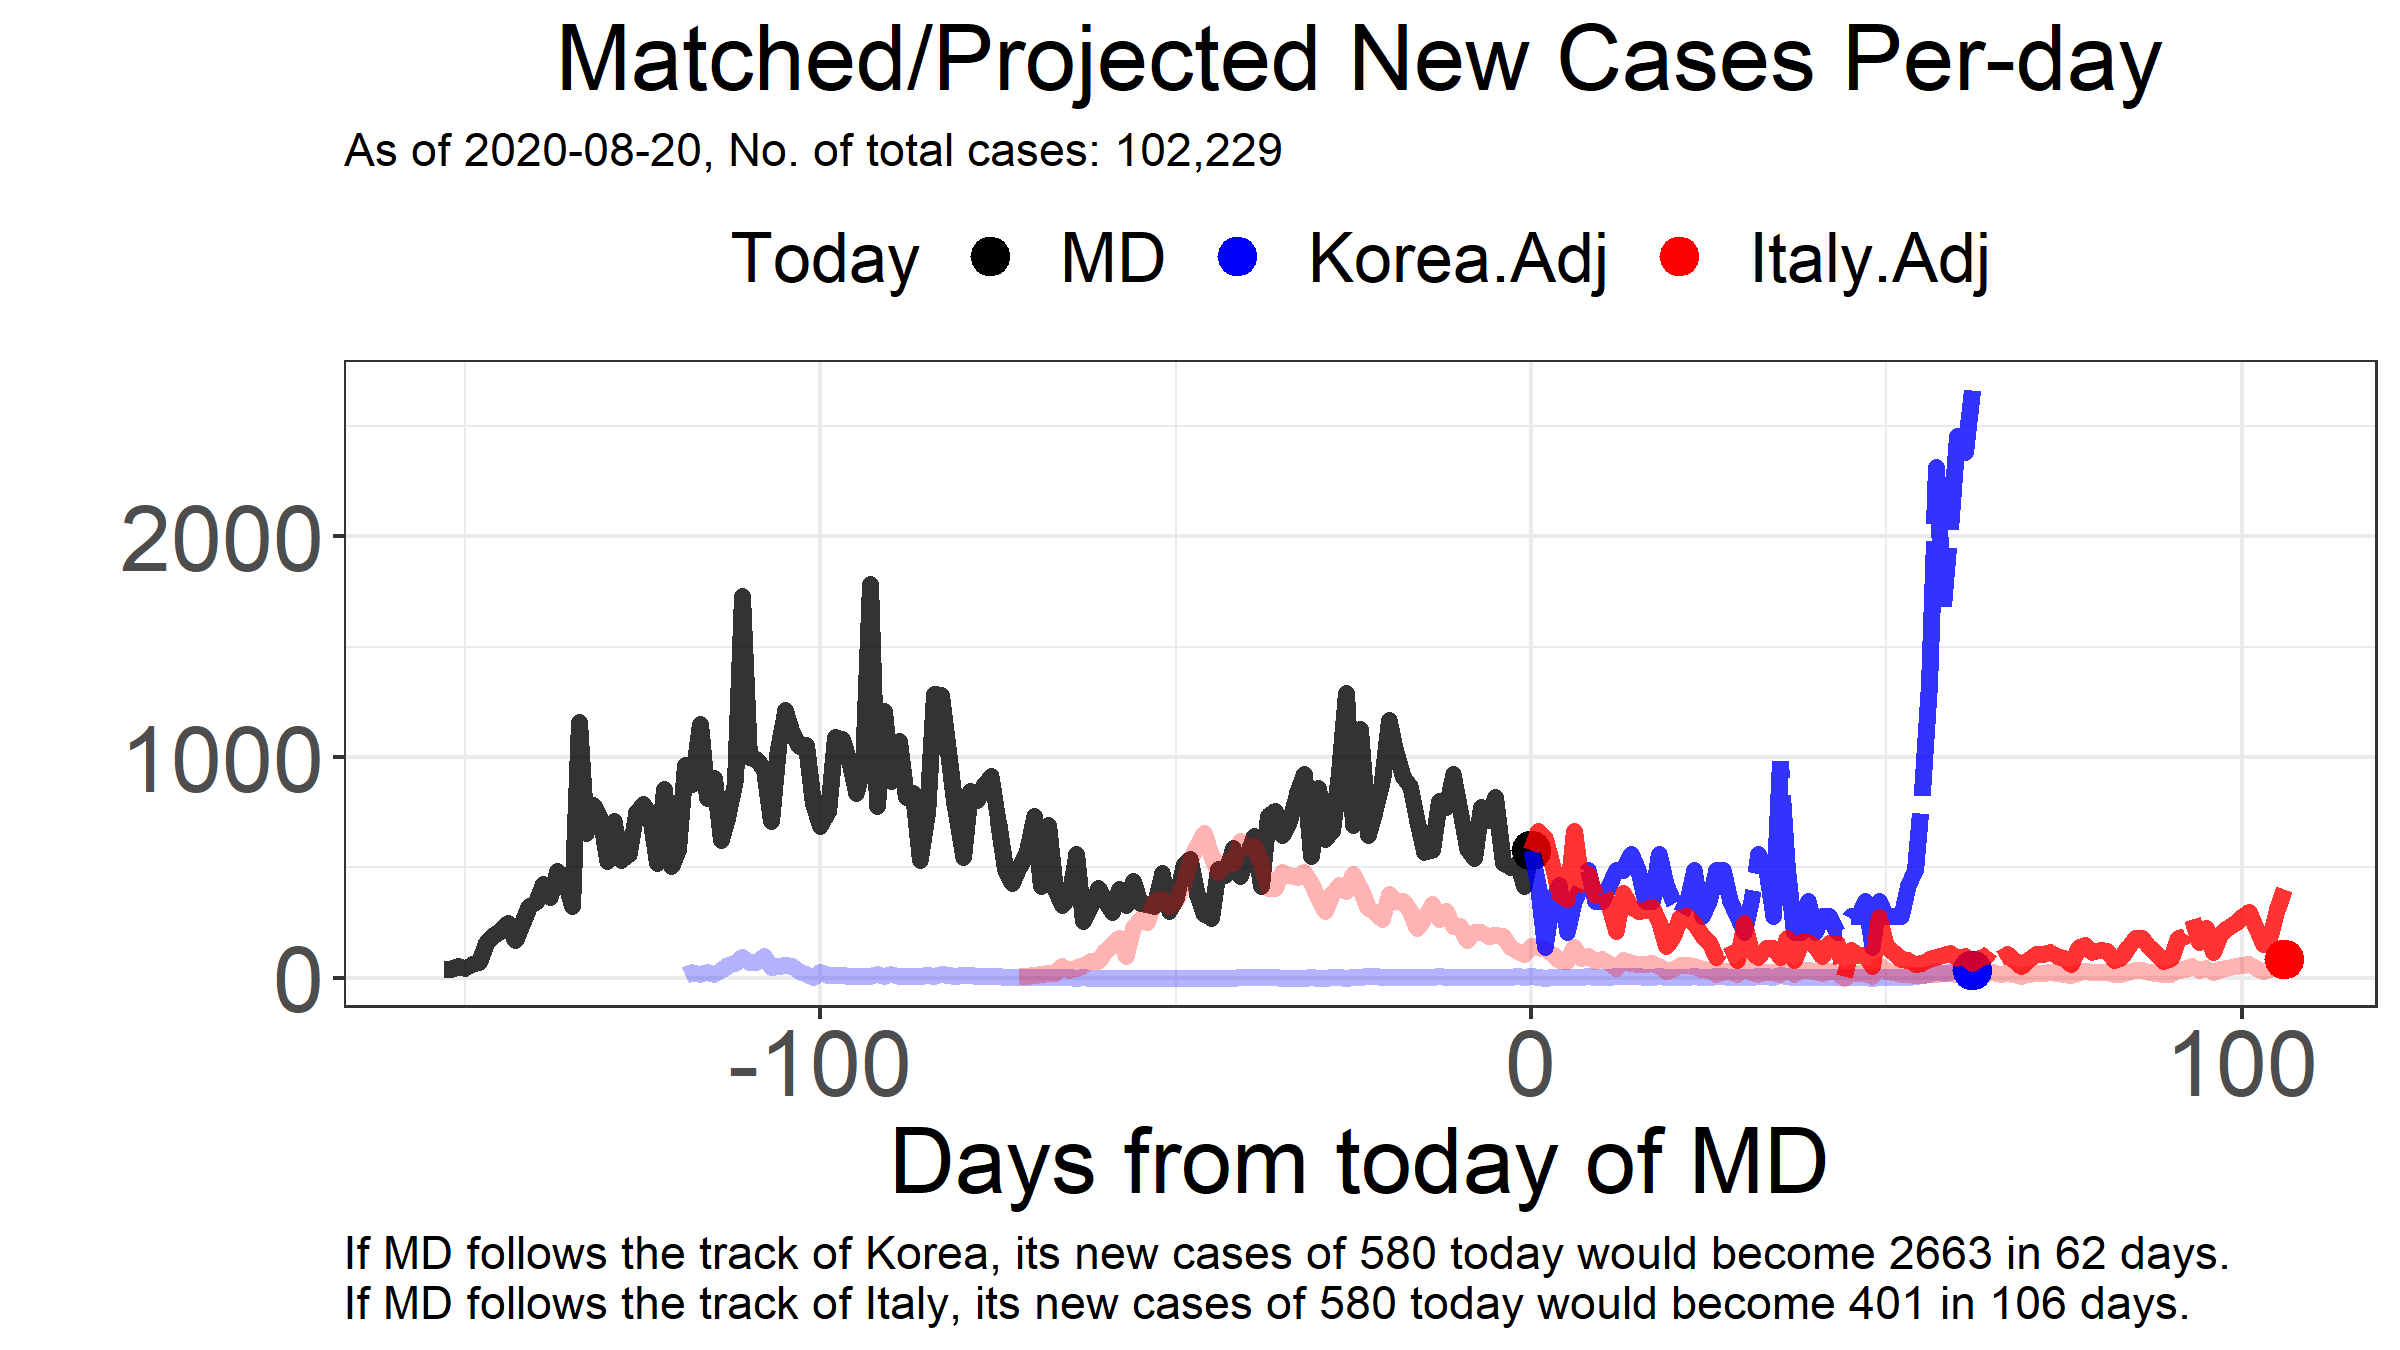 Matched/Projected New Cases Per-day
As of 2020-08-20, No. of total cases: 102,229
Today MD Korea.Adj Italy.Adj
2000
1000
0
-100 0 100
Days from today of MD
If MD follows the track of Korea, its new cases of 580 today would become 2663 in 62 days.
If MD follows the track of Italy, its new cases of 580 today would become 401 in 106 days.